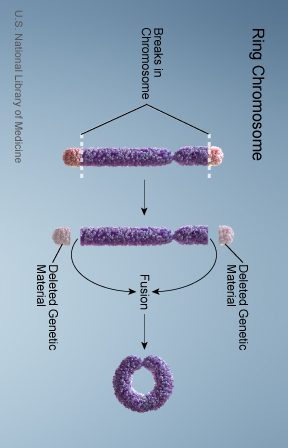 Ring Chromosome
Breaks in
Chromosome
Deleted Genetic
Material
Fusion
Deleted Genetic
Material
U.S. National Library of Medicine